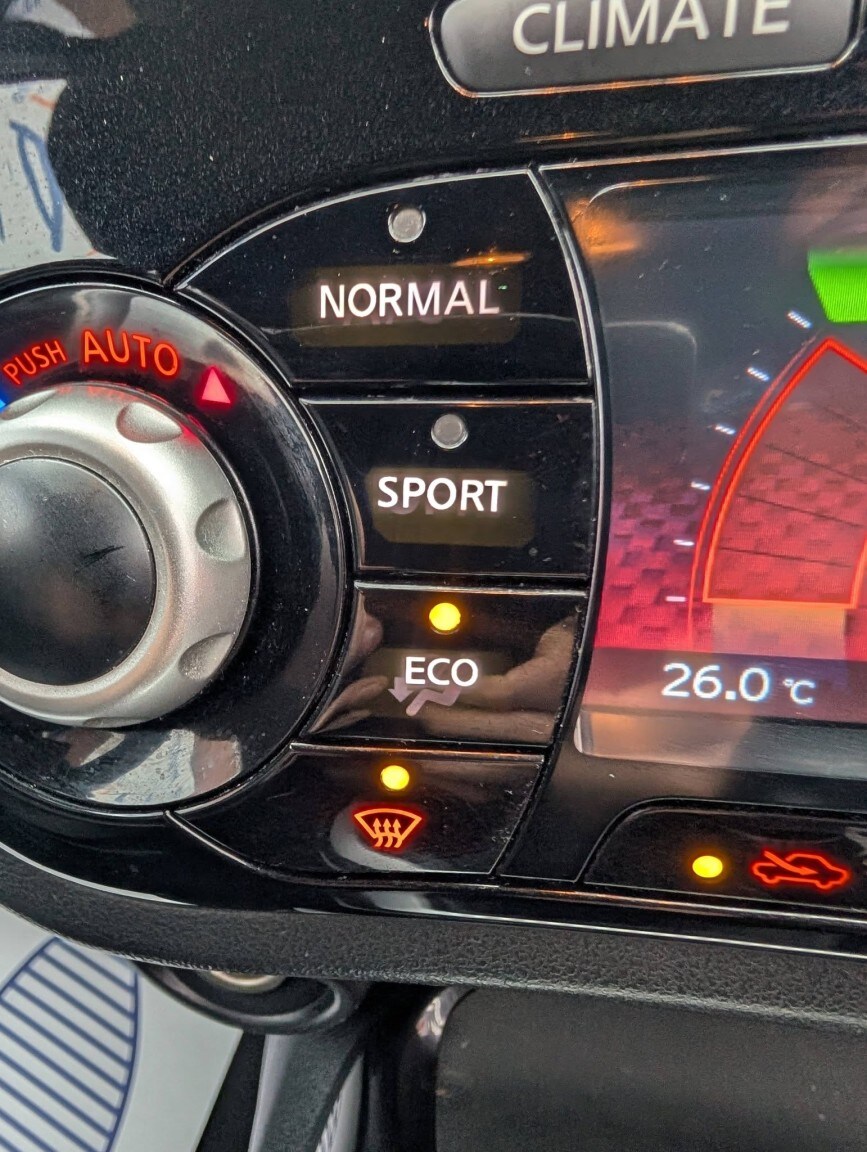 CLIMATE
NORMAL
PUSH AUTO
SPORT
ECO
26.0 °C